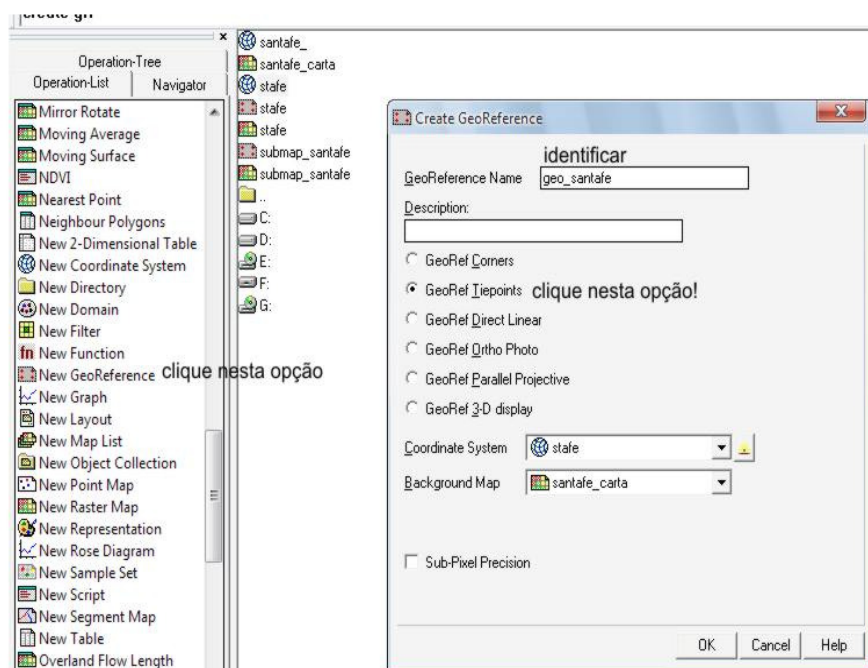 create gri
Operation-Tree
Operation-List
Navigator
Mirror Rotate
Moving Average
Moving Surface
NDVI
Nearest Point
Neighbour Polygons
New 2-Dimensional Table
New Coordinate System
New Directory
New Domain
New Filter
fn New Function
New GeoReference clique nesta opção
New Graph
New Layout
New Map List
New Object Collection
New Point Map
New Raster Map
New Representation
New Rose Diagram
New Sample Set
New Script
New Segment Map
New Table
Overland Flow Length
santafe_
santafe_carta
stafe
stafe
stafe
submap_santafe
submap_santafe
..
C:
D:
E:
F:
G:
Create GeoReference
identificar
GeoReference Name geo_santafe
Description:
GeoRef Corners
GeoRef Tiepoints clique nesta opção!
GeoRef Direct Linear
GeoRef Ortho Photo
GeoRef Parallel Projective
GeoRef 3-D display
Coordinate System stafe
Background Map santafe_carta
Sub-Pixel Precision
OK Cancel Help